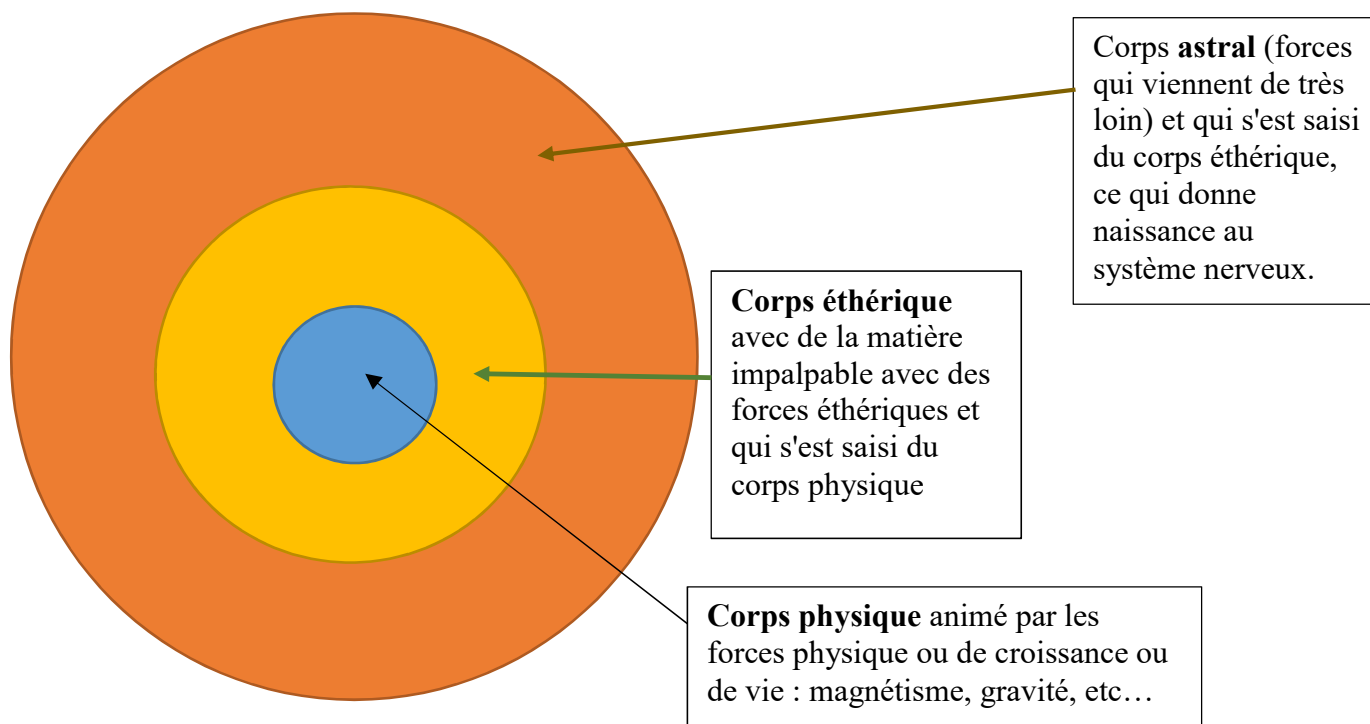 Corps astral (forces
qui viennent de très
loin) et qui s'est saisi
du corps éthérique,
ce qui donne
naissance au
système nerveux.
Corps éthérique
avec de la matière
impalpable avec des
forces éthériques et
qui s'est saisi du
corps physique
Corps physique animé par les
forces physique ou de croissance ou
de vie : magnétisme, gravité, etc…